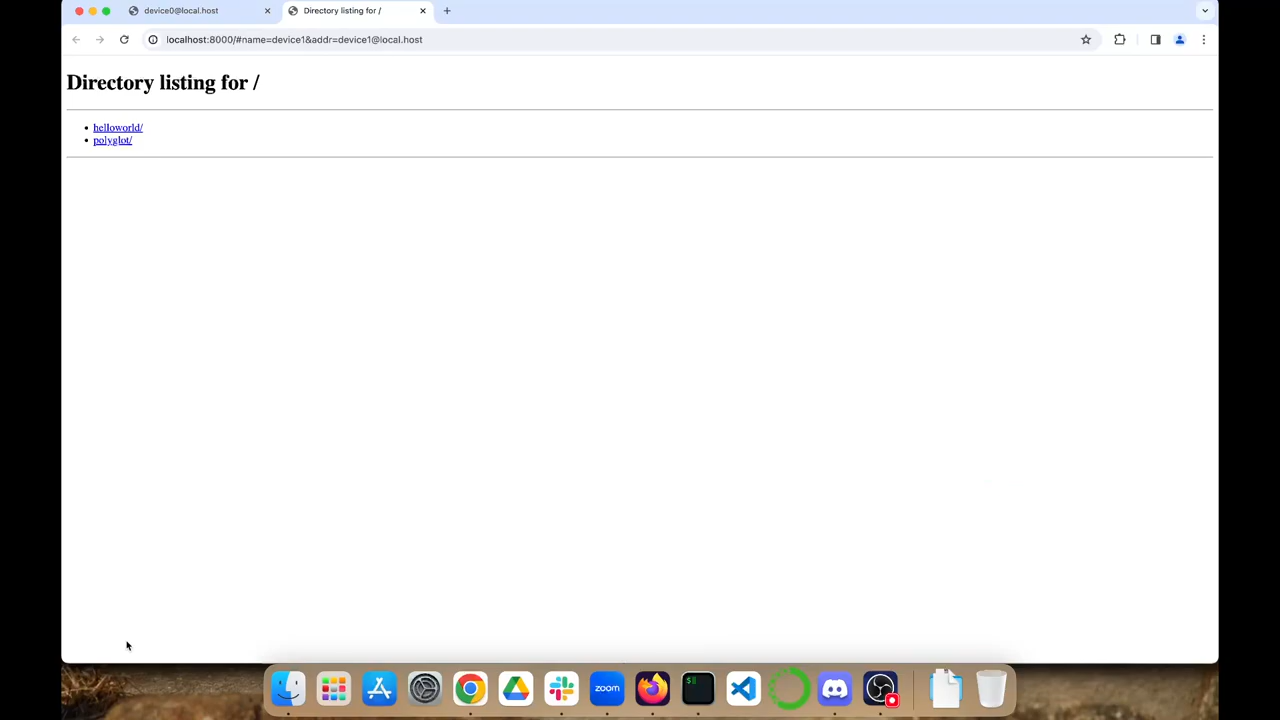 device0@local.host
Directory listing for /
localhost:8000/#name=device1&addr=device1@local.host
Directory listing for /
helloworld/
polyglot/
zoom
$